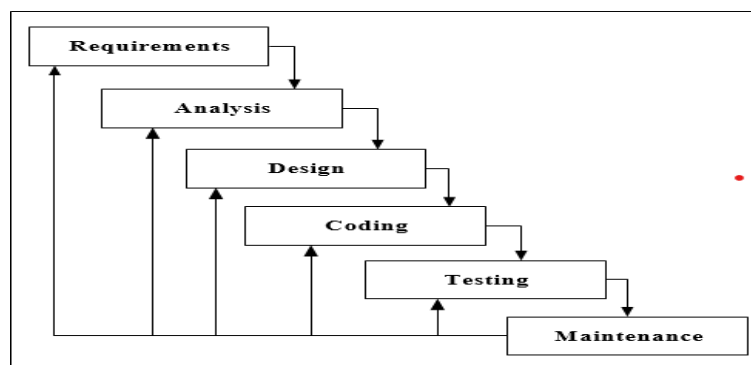 Requirements
Analysis
Design
Coding
Testing
Maintenance